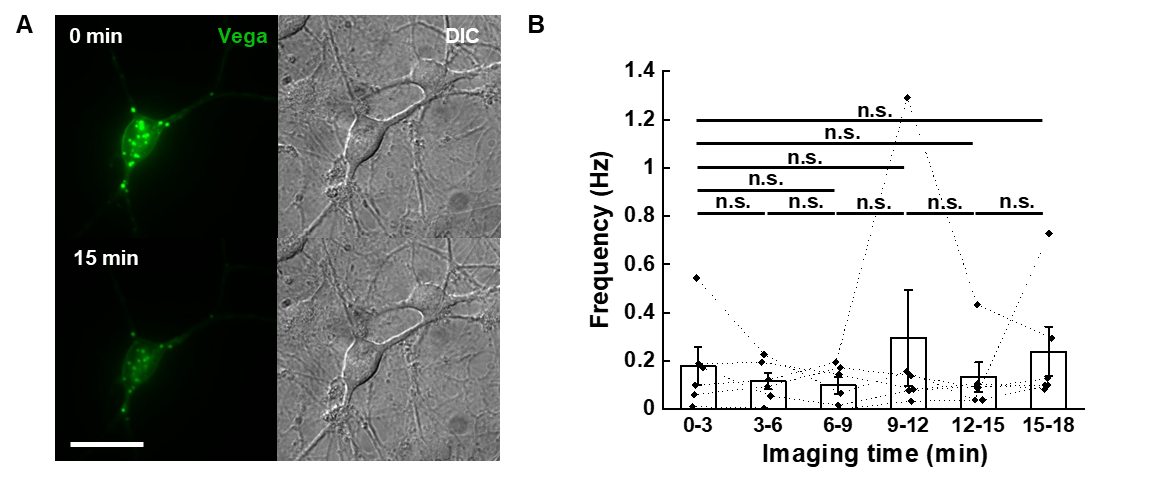 A
0 min
Vega
DIC
15 min
B
Frequency (Hz)
1.4
1.2
1
0.8
0.6
0.4
0.2
0
n.s.
n.s.
n.s.
n.s.
n.s. n.s. n.s. n.s. n.s.
0-3 3-6 6-9 9-12 12-15 15-18
Imaging time (min)